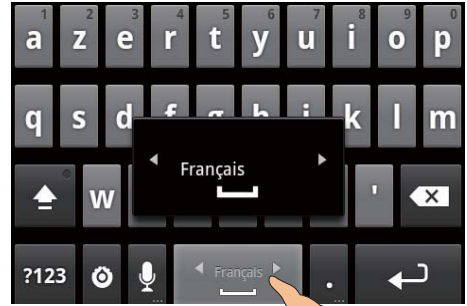 1 2 3 4 5 6 7 8 9 0
a z e r t y u i o p
q s d f g h j k l m
Français
w '
?123 Français . ...